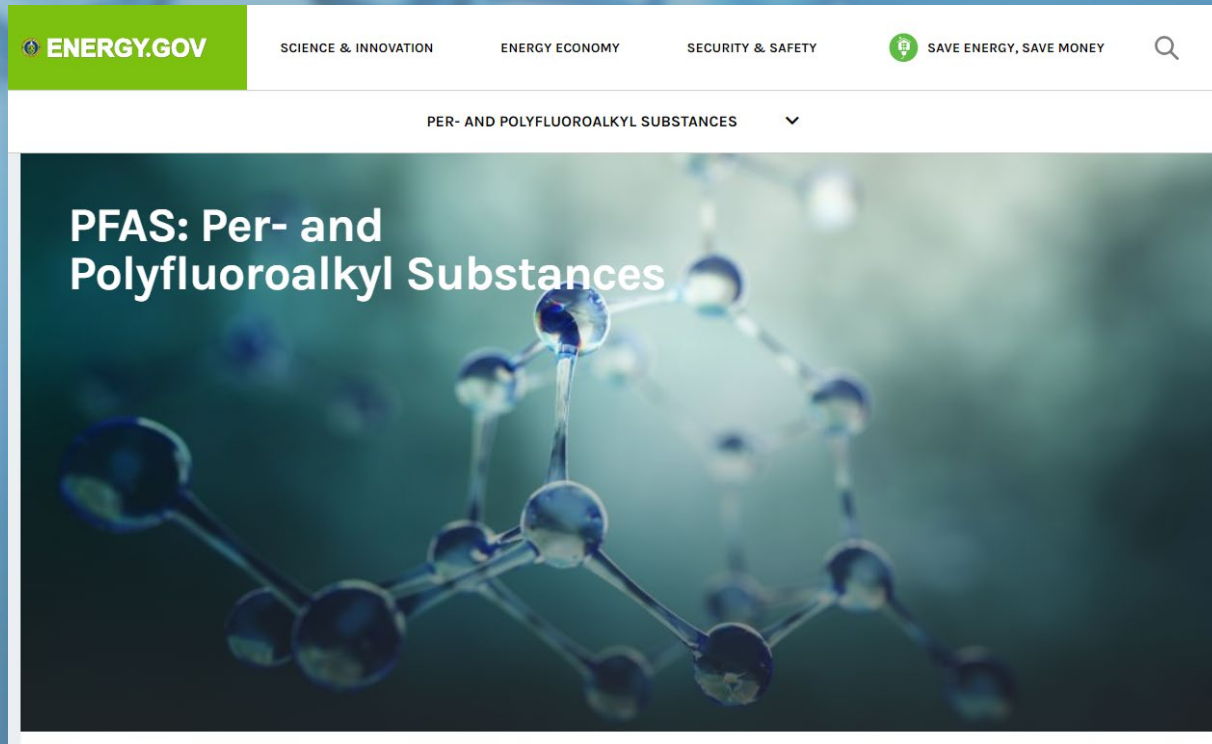 ENERGY.GOV
SCIENCE & INNOVATION
ENERGY ECONOMY
SECURITY & SAFETY
SAVE ENERGY, SAVE MONEY
PER- AND POLYFLUOROALKYL SUBSTANCES
PFAS: Per- and
Polyfluoroalkyl Substances